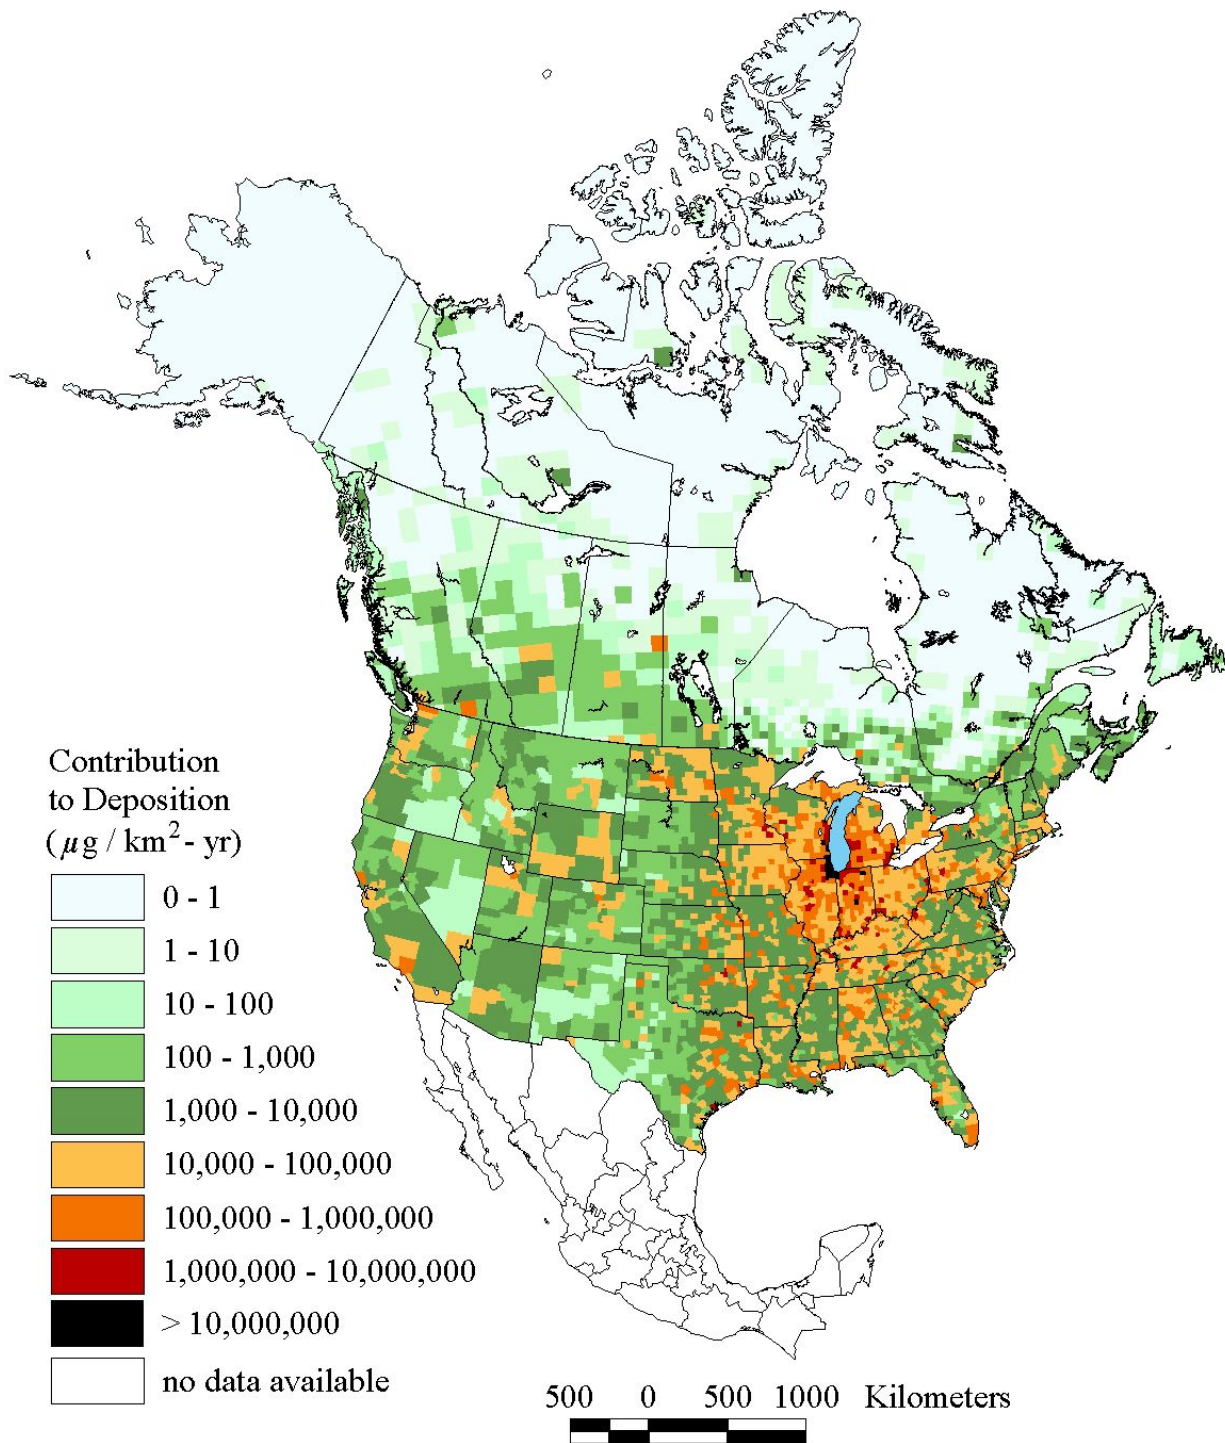 Contribution
to Deposition
(µg / km² - yr)
0 - 1
1 - 10
10 - 100
100 - 1,000
1,000 - 10,000
10,000 - 100,000
100,000 - 1,000,000
1,000,000 - 10,000,000
> 10,000,000
no data available
500 0 500 1000 Kilometers